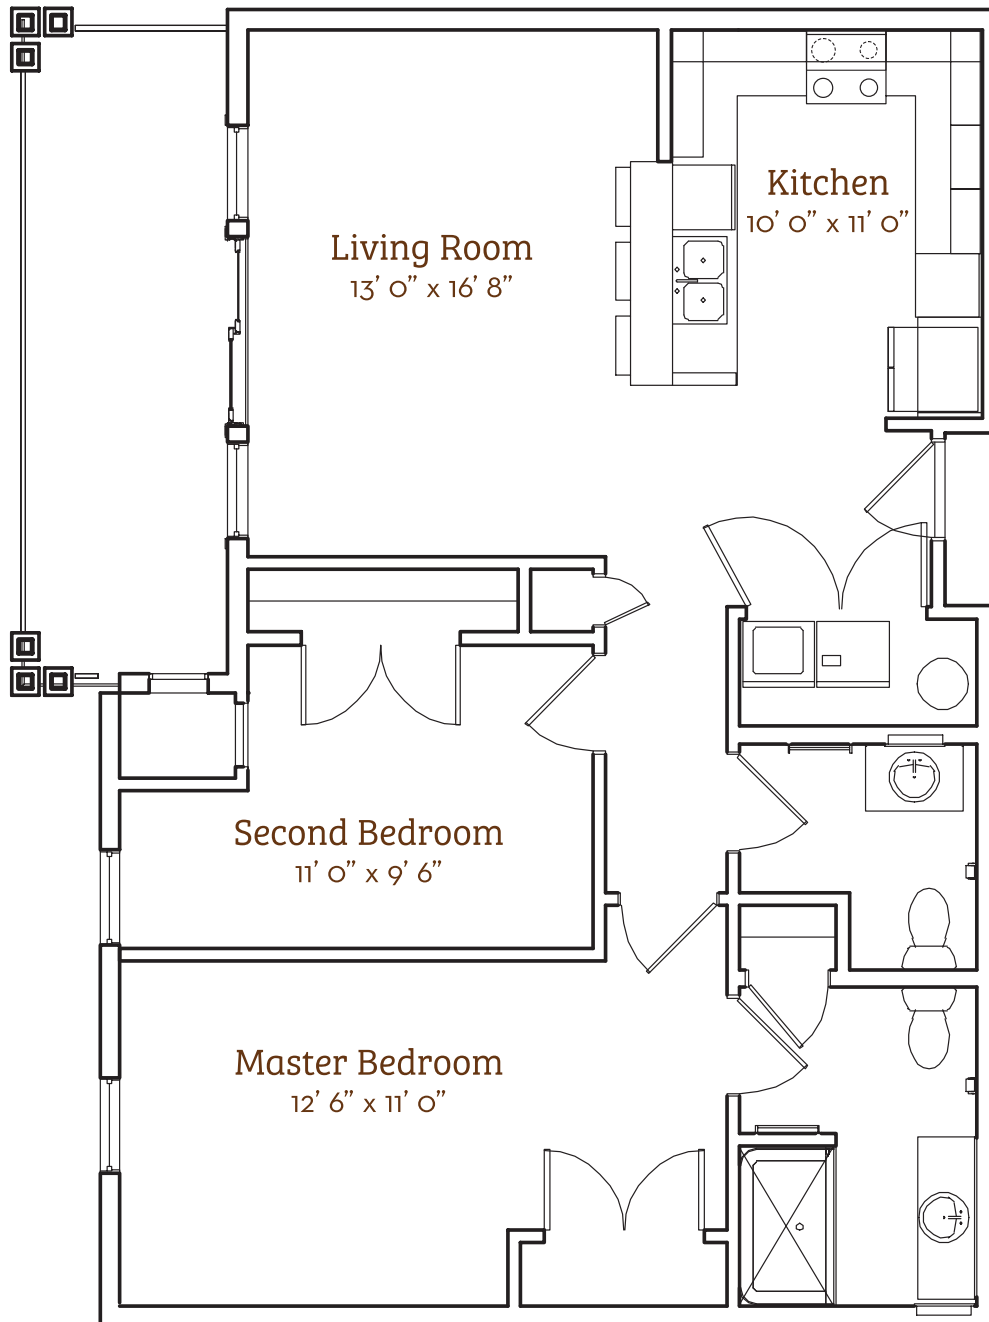 Kitchen
10’ 0” x 11’ 0”
Living Room
13’ 0” x 16’ 8”
Second Bedroom
11’ 0” x 9’ 6”
Master Bedroom
12’ 6” x 11’ 0”